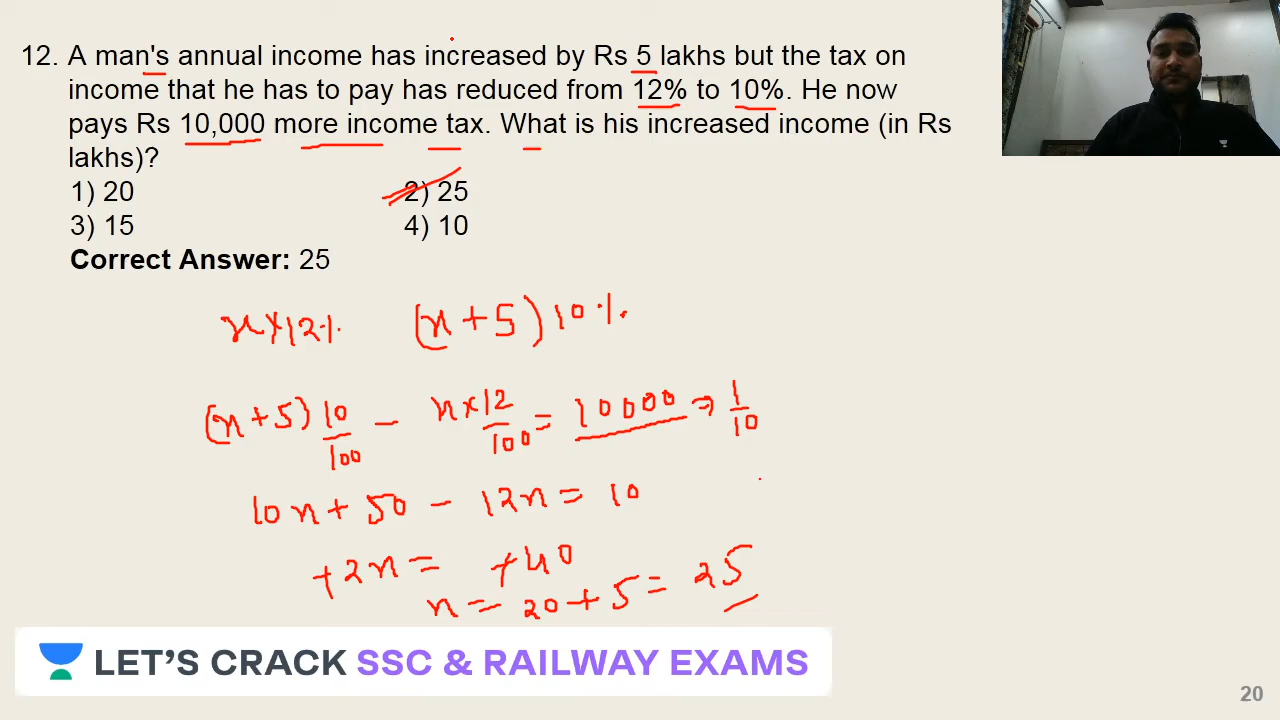 12. A man's annual income has increased by Rs 5 lakhs but the tax on
income that he has to pay has reduced from 12% to 10%. He now
pays Rs 10,000 more income tax. What is his increased income (in Rs
lakhs)?
1) 20 2) 25
3) 15 4) 10
Correct Answer: 25
x×12% (x+5)10%
(x+5)10/100 - x×12/100 = 10000 ⇒ 1/10
10x + 50 - 12x = 10
+2x = +40
x = 20 + 5 = 25
LET'S CRACK SSC & RAILWAY EXAMS
20